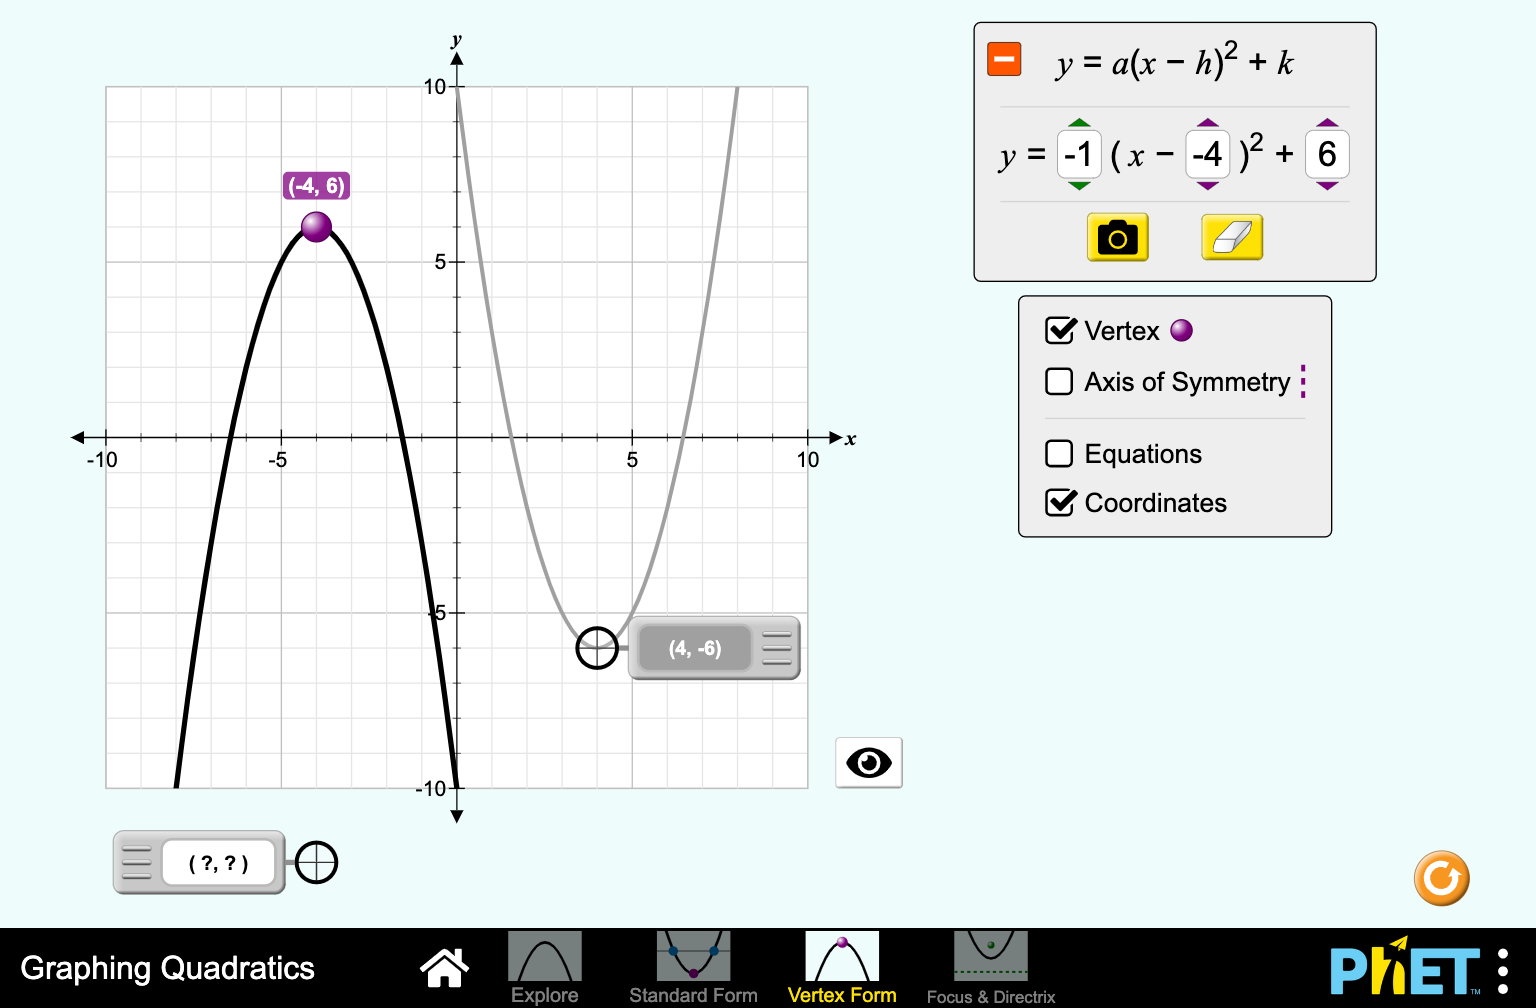 y
10
5
-10 -5 5 10 x
-5
-10
(-4, 6)
(4, -6)
( ?, ? )
y = a(x − h)² + k
y = -1 ( x − -4 )² + 6
Vertex
Axis of Symmetry
Equations
Coordinates
Graphing Quadratics
Explore
Standard Form
Vertex Form
Focus & Directrix
PhET™